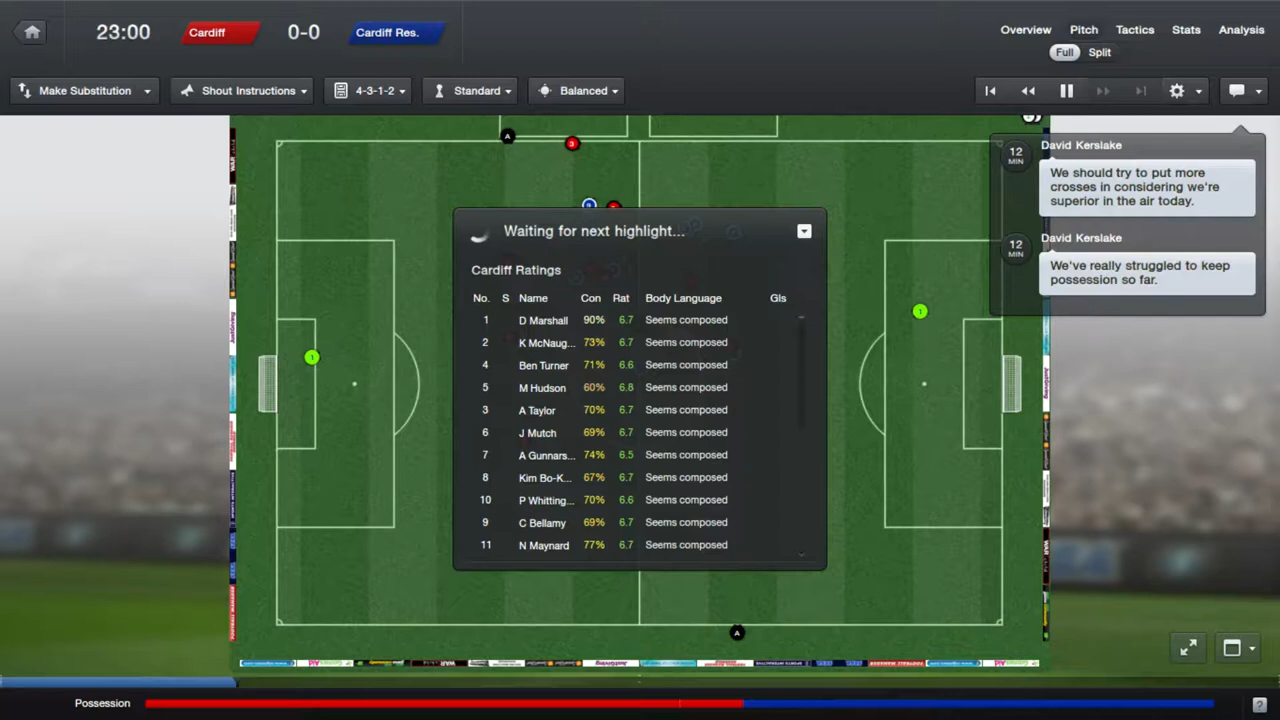 23:00
Cardiff
0-0
Cardiff Res.
Overview
Pitch
Tactics
Stats
Analysis
Full
Split
Make Substitution
Shout Instructions
4-3-1-2
Standard
Balanced
12 MIN
David Kerslake
We should try to put more
crosses in considering we're
superior in the air today.
12 MIN
David Kerslake
We've really struggled to keep
possession so far.
A
3
1
1
A
Waiting for next highlight...
Cardiff Ratings
No. S Name Con Rat Body Language Gls
1 D Marshall 90% 6.7 Seems composed
2 K McNaug... 73% 6.7 Seems composed
4 Ben Turner 71% 6.6 Seems composed
5 M Hudson 60% 6.8 Seems composed
3 A Taylor 70% 6.7 Seems composed
6 J Mutch 69% 6.7 Seems composed
7 A Gunnars... 74% 6.5 Seems composed
8 Kim Bo-K... 67% 6.7 Seems composed
10 P Whitting... 70% 6.6 Seems composed
9 C Bellamy 69% 6.7 Seems composed
11 N Maynard 77% 6.7 Seems composed
Possession
?